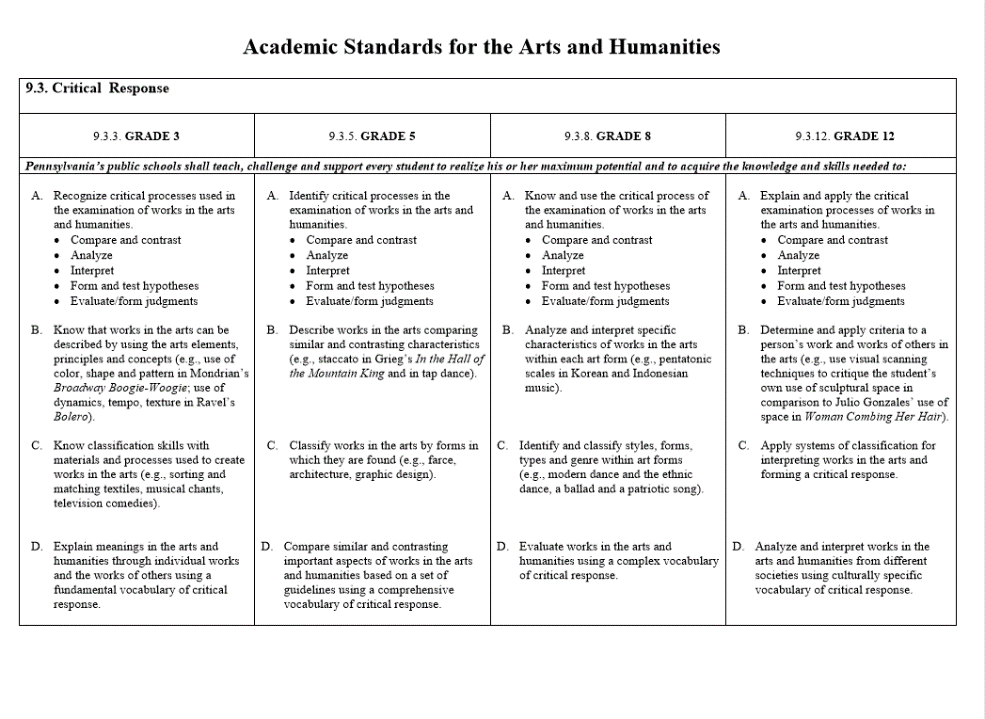 Academic Standards for the Arts and Humanities
9.3. Critical Response
9.3.3. GRADE 3
9.3.5. GRADE 5
9.3.8. GRADE 8
9.3.12. GRADE 12
Pennsylvania's public schools shall teach, challenge and support every student to realize his or her maximum potential and to acquire the knowledge and skills needed to:
A. Recognize critical processes used in
the examination of works in the arts
and humanities.
• Compare and contrast
• Analyze
• Interpret
• Form and test hypotheses
• Evaluate/form judgments
B. Know that works in the arts can be
described by using the arts elements,
principles and concepts (e.g., use of
color, shape and pattern in Mondrian's
Broadway Boogie-Woogie; use of
dynamics, tempo, texture in Ravel's
Bolero).
C. Know classification skills with
materials and processes used to create
works in the arts (e.g., sorting and
matching textiles, musical chants,
television comedies).
D. Explain meanings in the arts and
humanities through individual works
and the works of others using a
fundamental vocabulary of critical
response.
A. Identify critical processes in the
examination of works in the arts and
humanities.
• Compare and contrast
• Analyze
• Interpret
• Form and test hypotheses
• Evaluate/form judgments
B. Describe works in the arts comparing
similar and contrasting characteristics
(e.g., staccato in Grieg's In the Hall of
the Mountain King and in tap dance).
C. Classify works in the arts by forms in
which they are found (e.g., farce,
architecture, graphic design).
D. Compare similar and contrasting
important aspects of works in the arts
and humanities based on a set of
guidelines using a comprehensive
vocabulary of critical response.
A. Know and use the critical process of
the examination of works in the arts
and humanities.
• Compare and contrast
• Analyze
• Interpret
• Form and test hypotheses
• Evaluate/form judgments
B. Analyze and interpret specific
characteristics of works in the arts
within each art form (e.g., pentatonic
scales in Korean and Indonesian
music).
C. Identify and classify styles, forms,
types and genre within art forms
(e.g., modern dance and the ethnic
dance, a ballad and a patriotic song).
D. Evaluate works in the arts and
humanities using a complex vocabulary
of critical response.
A. Explain and apply the critical
examination processes of works in
the arts and humanities.
• Compare and contrast
• Analyze
• Interpret
• Form and test hypotheses
• Evaluate/form judgments
B. Determine and apply criteria to a
person's work and works of others in
the arts (e.g., use visual scanning
techniques to critique the student's
own use of sculptural space in
comparison to Julio Gonzales' use of
space in Woman Combing Her Hair).
C. Apply systems of classification for
interpreting works in the arts and
forming a critical response.
D. Analyze and interpret works in the
arts and humanities from different
societies using culturally specific
vocabulary of critical response.